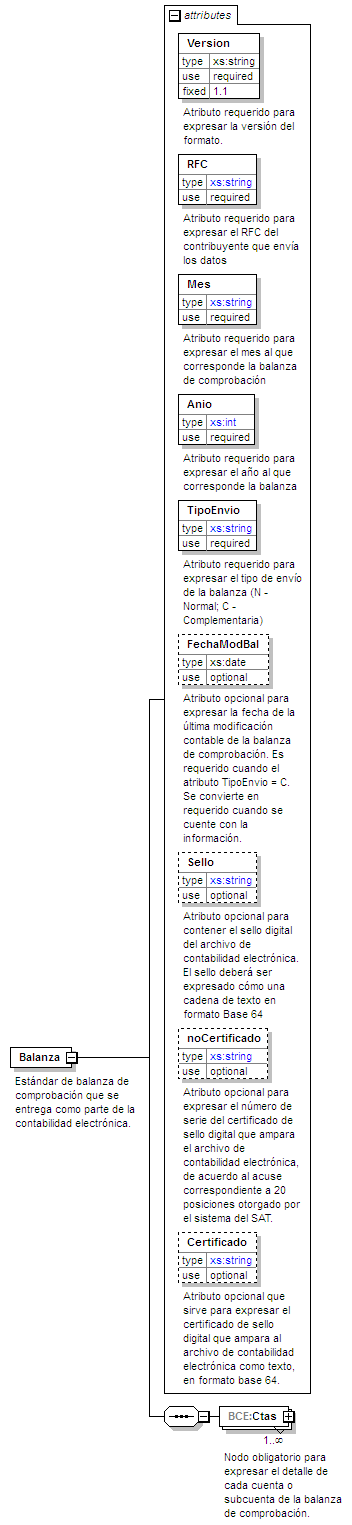 attributes
Version
type xs:string
use required
fixed 1.1
Atributo requerido para
expresar la versión del
formato.
RFC
type xs:string
use required
Atributo requerido para
expresar el RFC del
contribuyente que envía
los datos
Mes
type xs:string
use required
Atributo requerido para
expresar el mes al que
corresponde la balanza
de comprobación
Anio
type xs:int
use required
Atributo requerido para
expresar el año al que
corresponde la balanza
TipoEnvio
type xs:string
use required
Atributo requerido para
expresar el tipo de envío
de la balanza (N -
Normal; C -
Complementaria)
FechaModBal
type xs:date
use optional
Atributo opcional para
expresar la fecha de la
última modificación
contable de la balanza
de comprobación. Es
requerido cuando el
atributo TipoEnvio = C.
Se convierte en
requerido cuando se
cuente con la
información.
Sello
type xs:string
use optional
Atributo opcional para
contener el sello digital
del archivo de
contabilidad electrónica.
El sello deberá ser
expresado cómo una
cadena de texto en
formato Base 64
noCertificado
type xs:string
use optional
Atributo opcional para
expresar el número de
serie del certificado de
sello digital que ampara
el archivo de
contabilidad electrónica,
de acuerdo al acuse
correspondiente a 20
posiciones otorgado por
el sistema del SAT.
Certificado
type xs:string
use optional
Atributo opcional que
sirve para expresar el
certificado de sello
digital que ampara al
archivo de contabilidad
electrónica como texto,
en formato base 64.
Balanza
Estándar de balanza de
comprobación que se
entrega como parte de la
contabilidad electrónica.
BCE:Ctas
1..∞
Nodo obligatorio para
expresar el detalle de
cada cuenta o
subcuenta de la balanza
de comprobación.